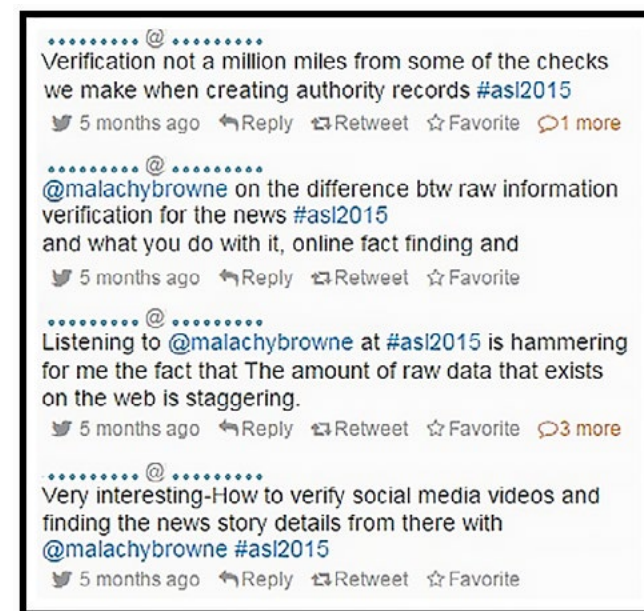 ......... @ .........
Verification not a million miles from some of the checks
we make when creating authority records #asl2015
5 months ago Reply Retweet Favorite 1 more
......... @ .........
@malachybrowne on the difference btw raw information
verification for the news #asl2015
and what you do with it, online fact finding and
5 months ago Reply Retweet Favorite
......... @ .........
Listening to @malachybrowne at #asl2015 is hammering
for me the fact that The amount of raw data that exists
on the web is staggering.
5 months ago Reply Retweet Favorite 3 more
......... @ .........
Very interesting-How to verify social media videos and
finding the news story details from there with
@malachybrowne #asl2015
5 months ago Reply Retweet Favorite